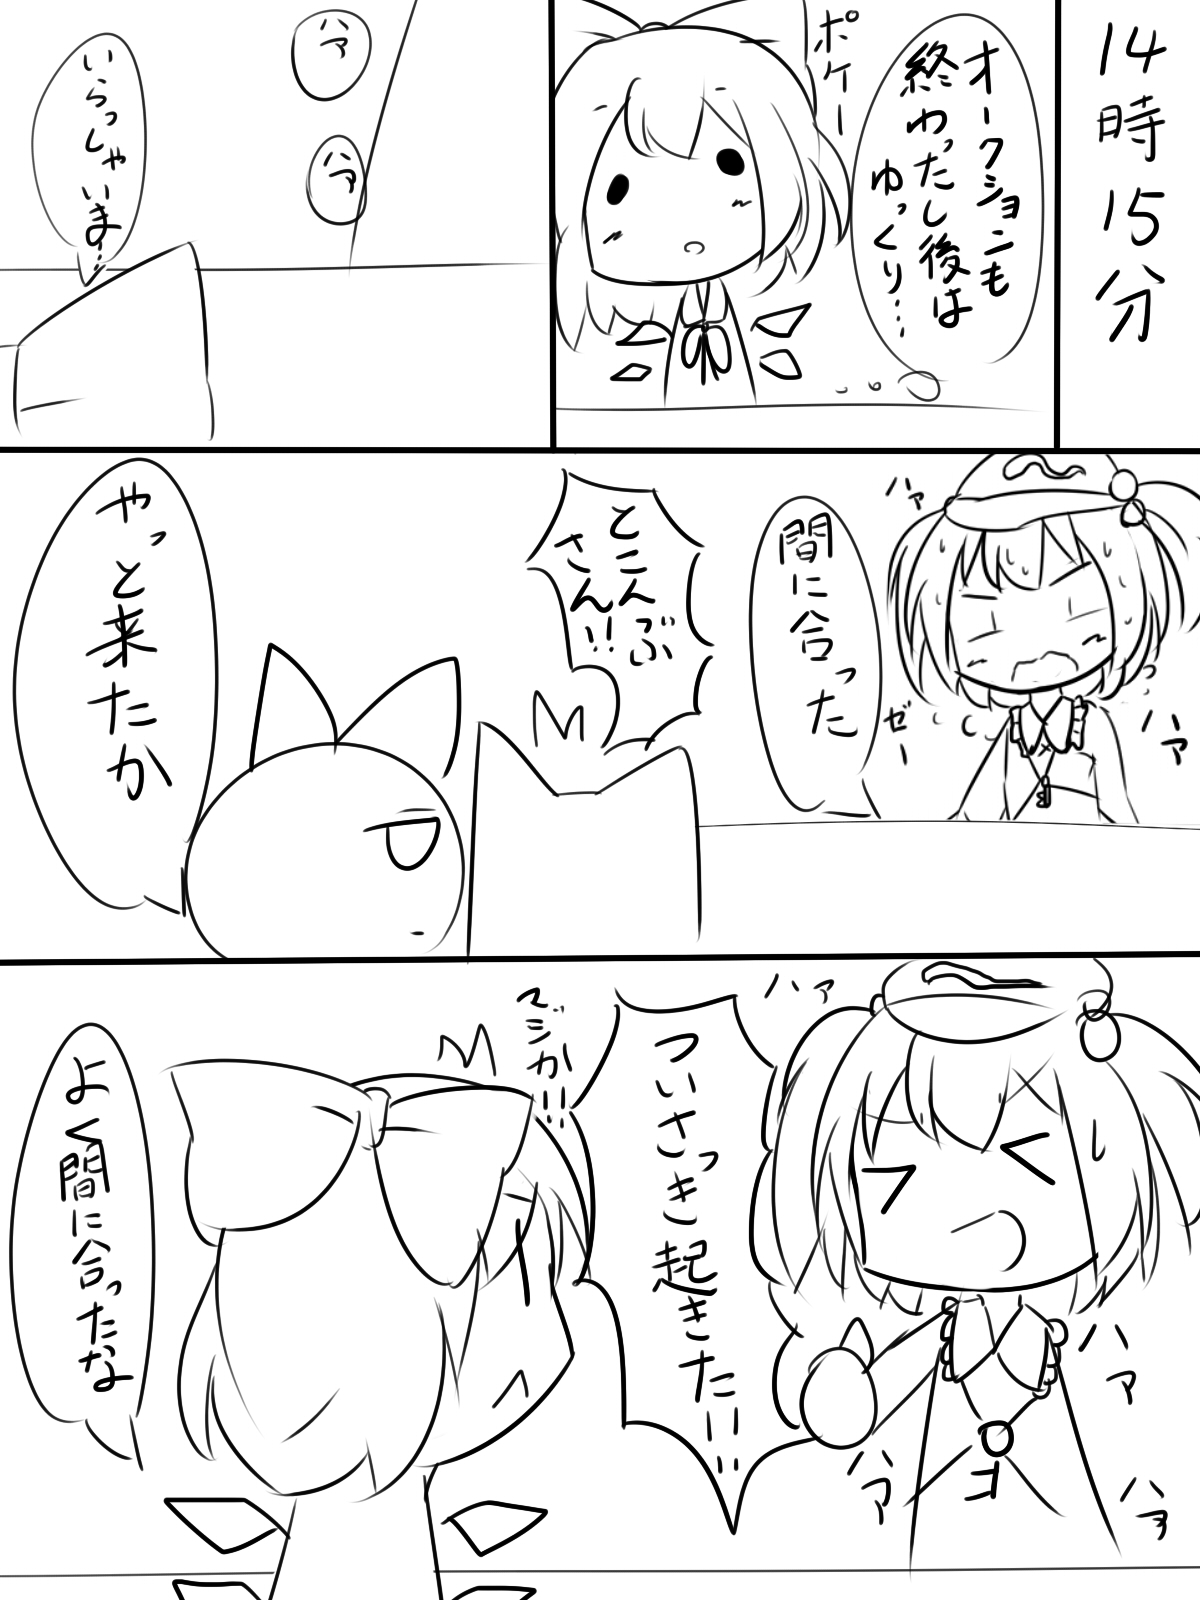 14時15分
オークションも
終わったし後は
ゆっくり…
ポケー
ハァ
ハァ
いらっしゃいま…
ハァ
間に合った
ゼー
ハァ
とこんぶ
さん!!
やっと来たか
ハァ
ついさっき起きた!!!!
マジか!!
ハァ
ハァ
ハァ
よく間に合ったな